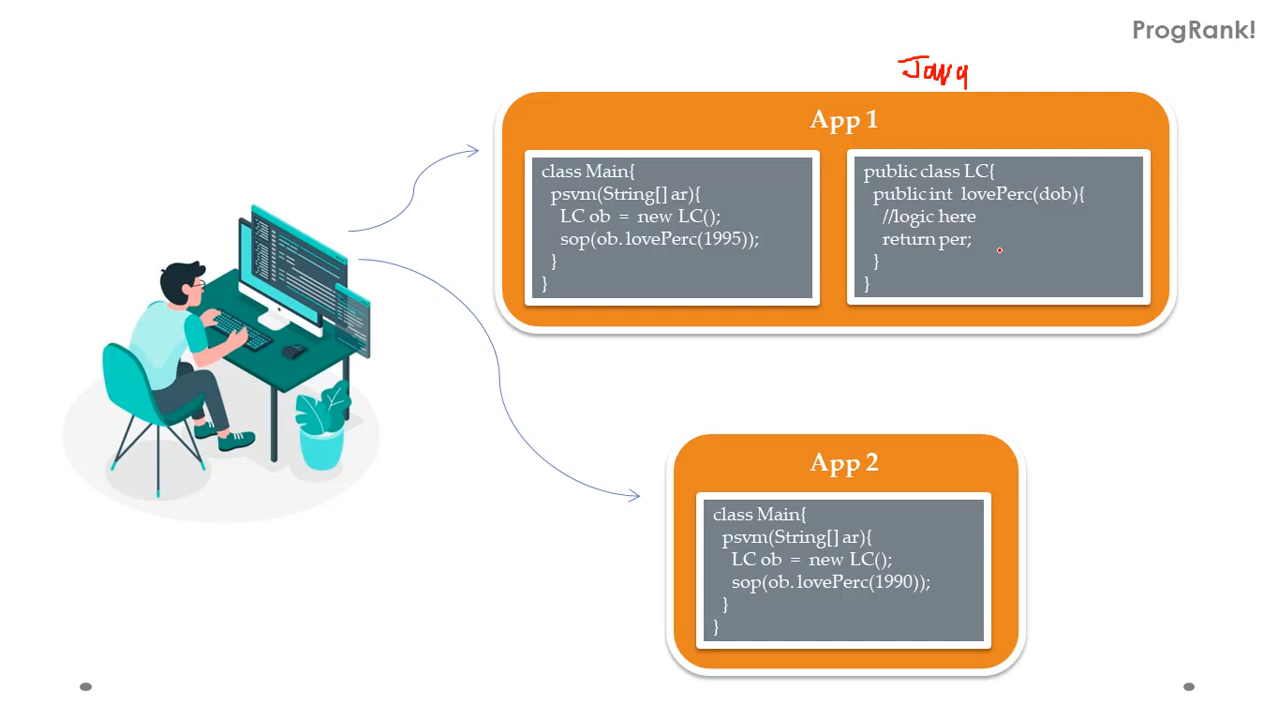 ProgRank!
Java
App 1
class Main{
psvm(String[] ar){
LC ob = new LC();
sop(ob.lovePerc(1995));
}
}
public class LC{
public int lovePerc(dob){
//logic here
return per;
}
}
App 2
class Main{
psvm(String[] ar){
LC ob = new LC();
sop(ob.lovePerc(1990));
}
}